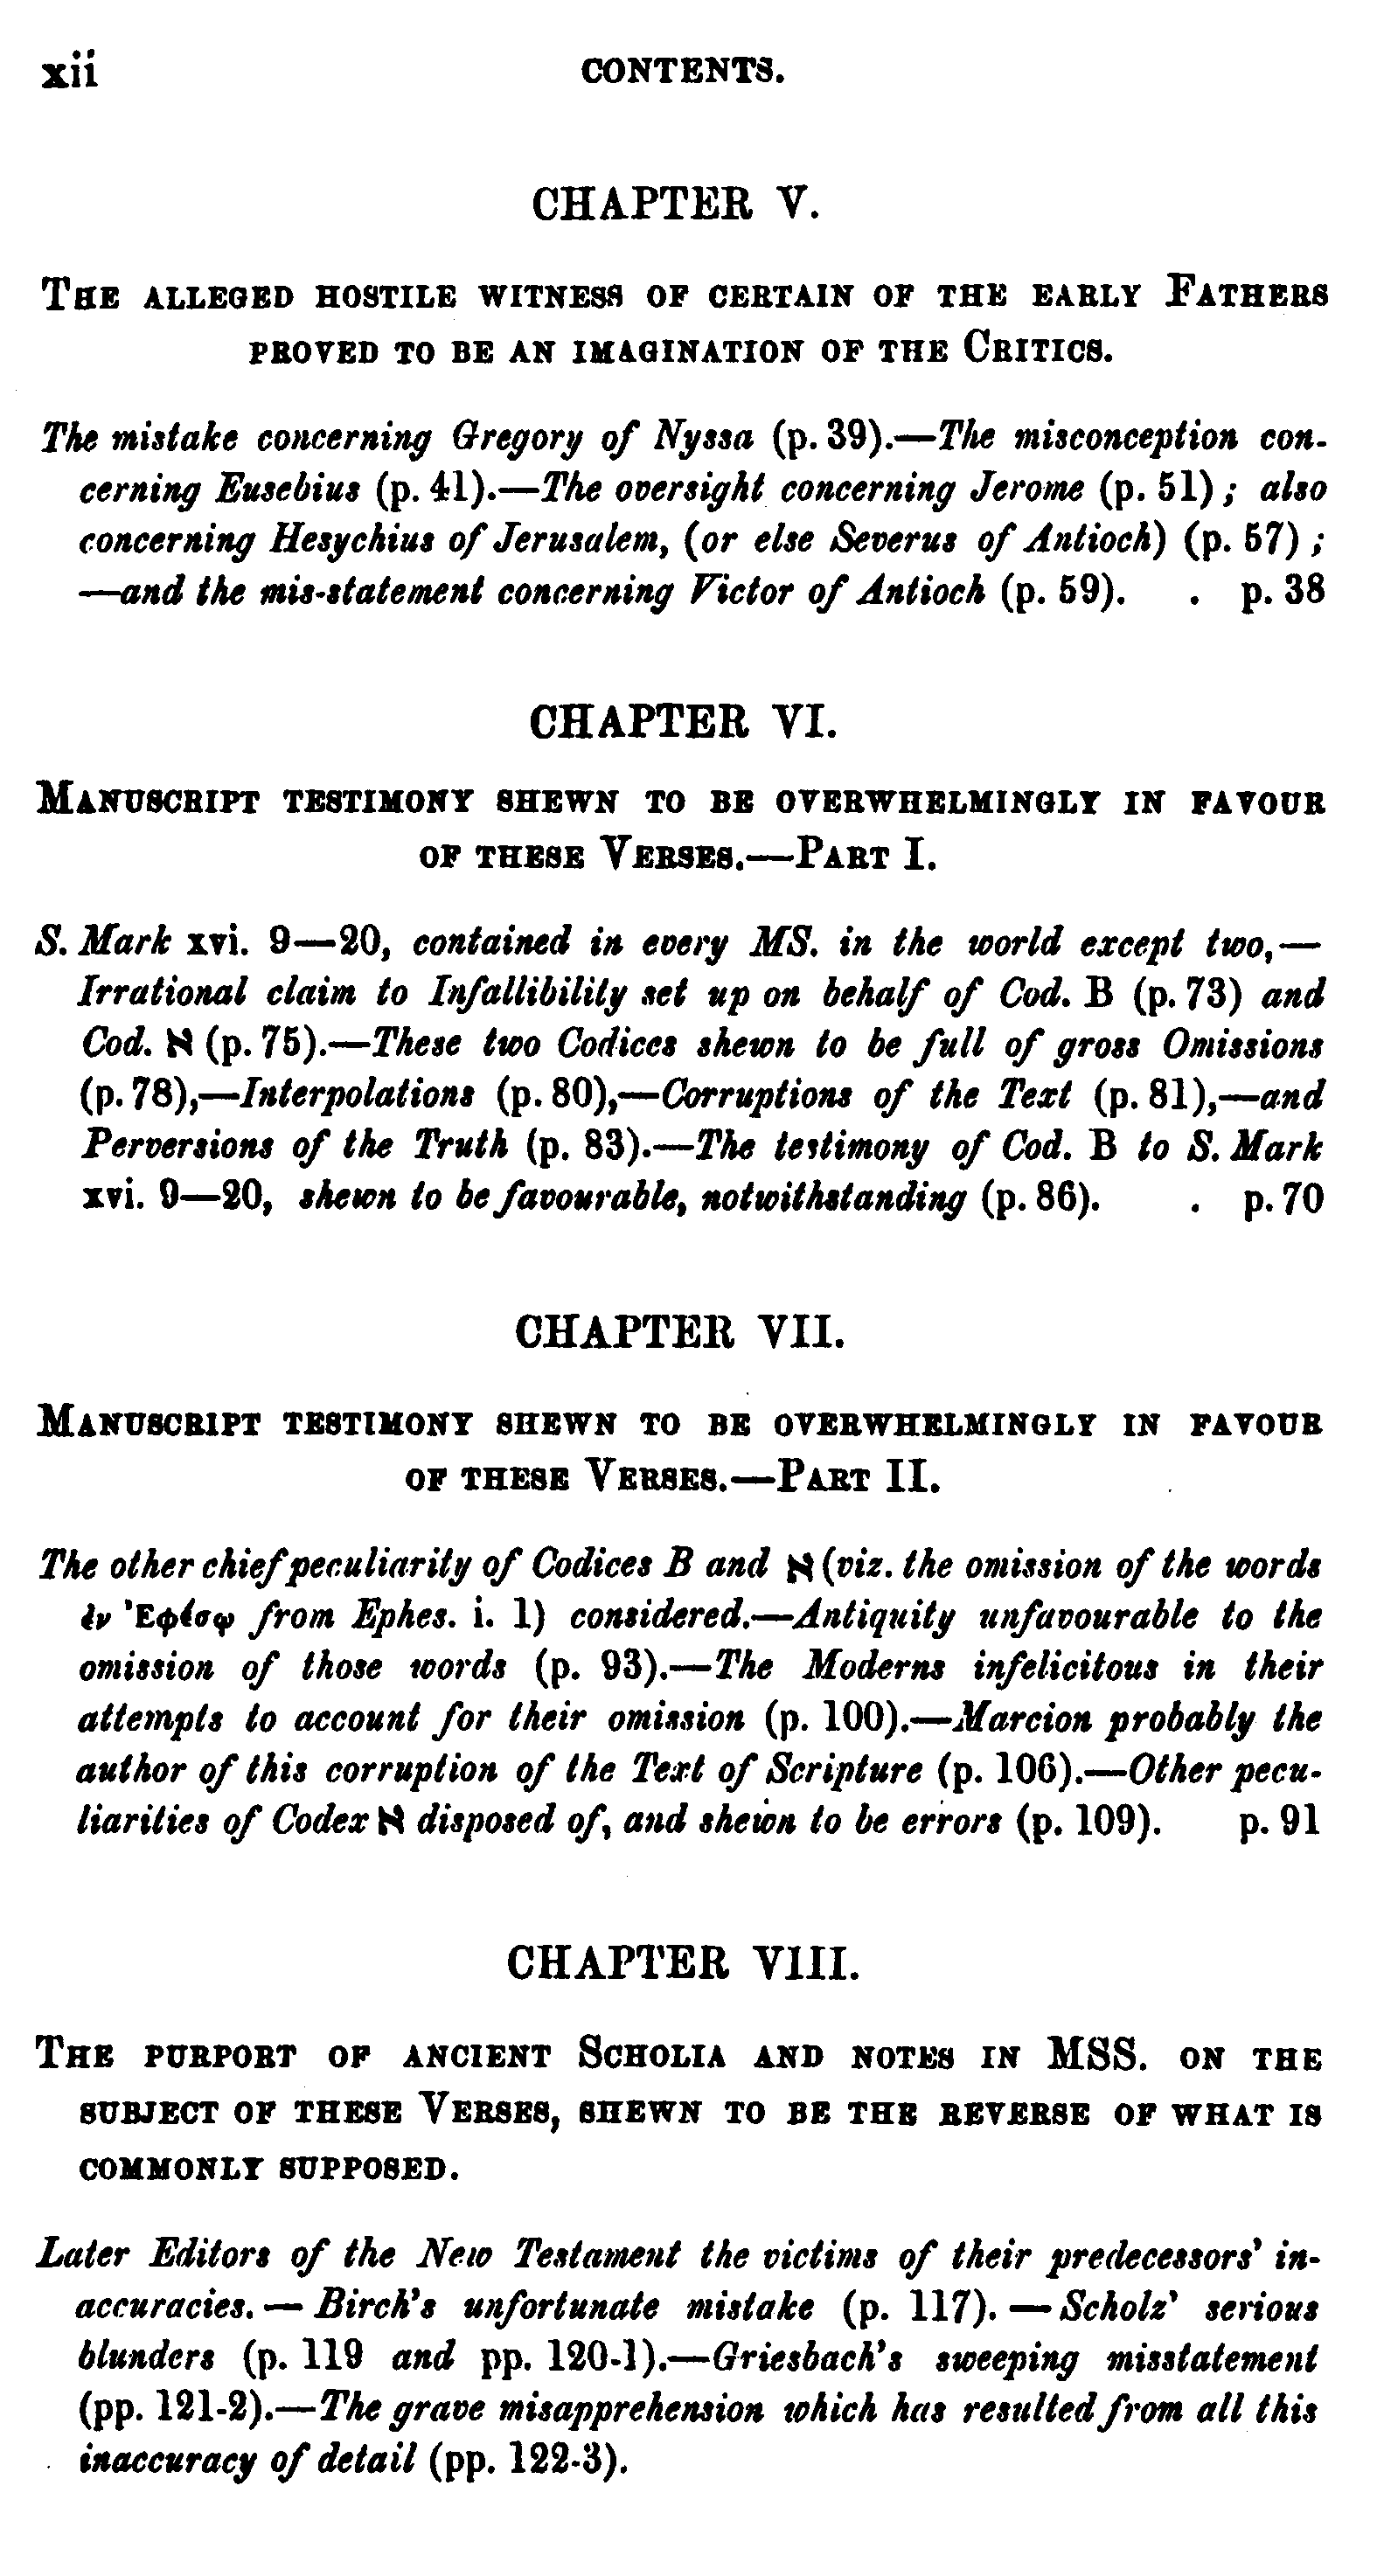 xii CONTENTS.
CHAPTER V.
THE ALLEGED HOSTILE WITNESS OF CERTAIN OF THE EARLY FATHERS
PROVED TO BE AN IMAGINATION OF THE CRITICS.
The mistake concerning Gregory of Nyssa (p. 39).—The misconception con-
cerning Eusebius (p. 41).—The oversight concerning Jerome (p. 51) ; also
concerning Hesychius of Jerusalem, (or else Severus of Antioch) (p. 57) ;
—and the mis-statement concerning Victor of Antioch (p. 59). . p. 38
CHAPTER VI.
MANUSCRIPT TESTIMONY SHEWN TO BE OVERWHELMINGLY IN FAVOUR
OF THESE VERSES.—PART I.
S. Mark xvi. 9—20, contained in every MS. in the world except two,—
Irrational claim to Infallibility set up on behalf of Cod. B (p. 73) and
Cod. א (p. 75).—These two Codices shewn to be full of gross Omissions
(p. 78),—Interpolations (p. 80),—Corruptions of the Text (p. 81),—and
Perversions of the Truth (p. 83).—The testimony of Cod. B to S. Mark
xvi. 9—20, shewn to be favourable, notwithstanding (p. 86). . p. 70
CHAPTER VII.
MANUSCRIPT TESTIMONY SHEWN TO BE OVERWHELMINGLY IN FAVOUR
OF THESE VERSES.—PART II.
The other chief peculiarity of Codices B and א (viz. the omission of the words
ἐν Ἐφέσῳ from Ephes. i. 1) considered.—Antiquity unfavourable to the
omission of those words (p. 93).—The Moderns infelicitous in their
attempts to account for their omission (p. 100).—Marcion probably the
author of this corruption of the Text of Scripture (p. 106).—Other pecu-
liarities of Codex א disposed of, and shewn to be errors (p. 109). p. 91
CHAPTER VIII.
THE PURPORT OF ANCIENT SCHOLIA AND NOTES IN MSS. ON THE
SUBJECT OF THESE VERSES, SHEWN TO BE THE REVERSE OF WHAT IS
COMMONLY SUPPOSED.
Later Editors of the New Testament the victims of their predecessors' in-
accuracies. — Birch's unfortunate mistake (p. 117). — Scholz' serious
blunders (p. 119 and pp. 120-1).—Griesbach's sweeping misstatement
(pp. 121-2).—The grave misapprehension which has resulted from all this
inaccuracy of detail (pp. 122-3).